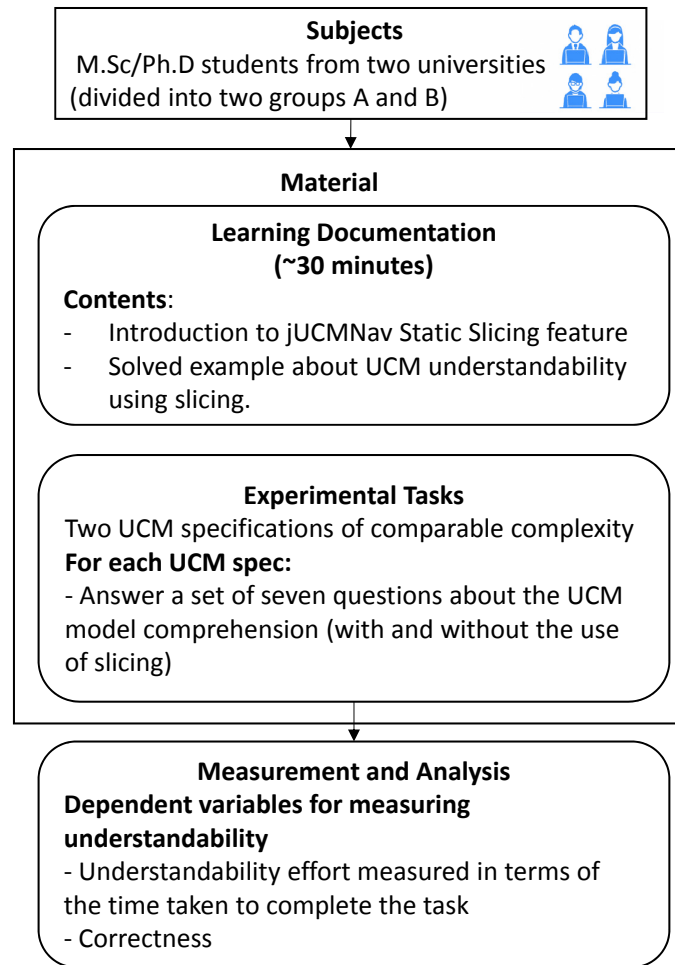 Subjects
M.Sc/Ph.D students from two universities
(divided into two groups A and B)
Material
Learning Documentation
(~30 minutes)
Contents:
- Introduction to jUCMNav Static Slicing feature
- Solved example about UCM understandability
using slicing.
Experimental Tasks
Two UCM specifications of comparable complexity
For each UCM spec:
- Answer a set of seven questions about the UCM
model comprehension (with and without the use
of slicing)
Measurement and Analysis
Dependent variables for measuring
understandability
- Understandability effort measured in terms of
the time taken to complete the task
- Correctness